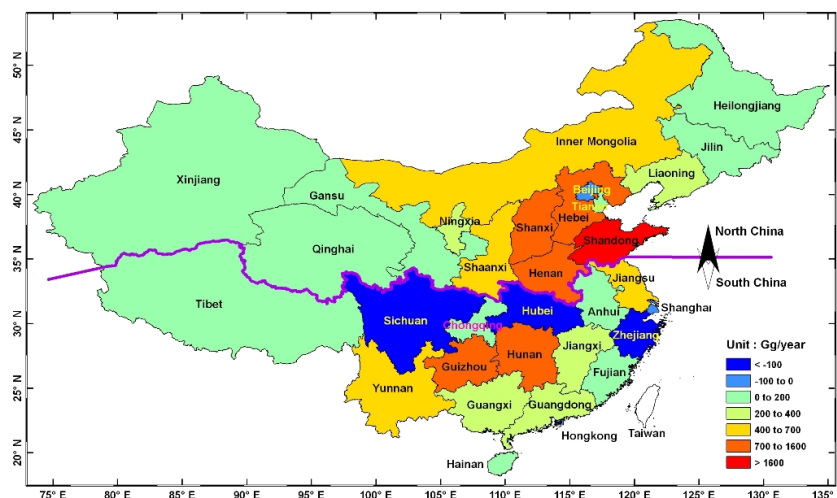 50° N
45° N
40° N
35° N
30° N
25° N
20° N
Heilongjiang
Jilin
Inner Mongolia
Liaoning
Xinjiang
Gansu
Beijing
Tian
Ningxia
Hebei
Shanxi
Shandong
North China
Qinghai
Shaanxi
Henan
South China
Jiangsu
Tibet
Shanghai
Anhui
Hubei
Sichuan
Chongqing
Zhejiang
Unit : Gg/year
Jiangxi
Hunan
Guizhou
Fujian
Yunnan
Guangxi
Guangdong
Hongkong
Taiwan
Hainan
< -100
-100 to 0
0 to 200
200 to 400
400 to 700
700 to 1600
> 1600
75° E
80° E
85° E
90° E
95° E
100° E
105° E
110° E
115° E
120° E
125° E
130° E
135° E